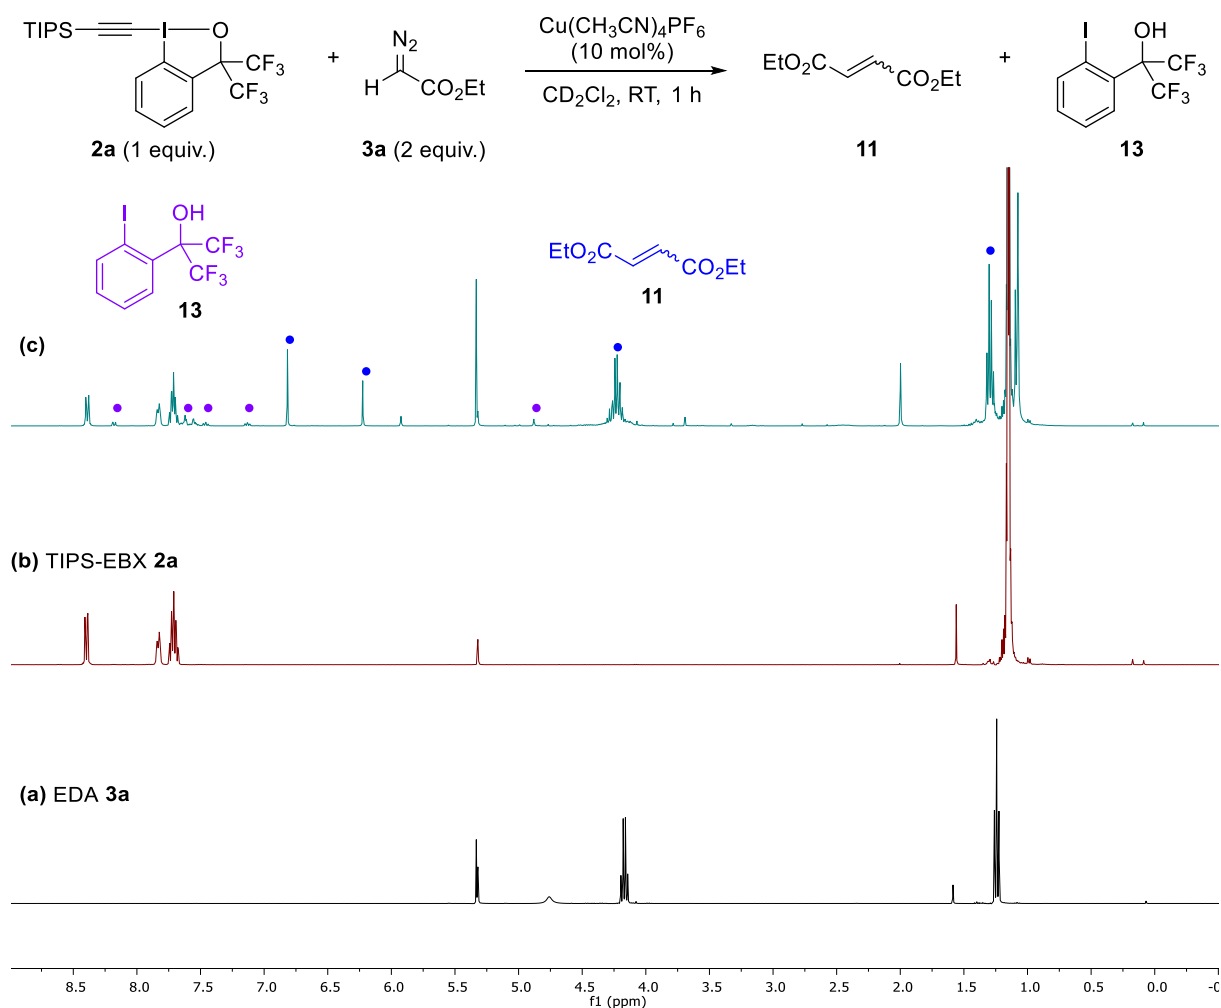 TIPS I O CF3 CF3
+
N2 H CO2Et
Cu(CH3CN)4PF6
(10 mol%)
CD2Cl2, RT, 1 h
EtO2C CO2Et
+
I OH CF3 CF3
2a (1 equiv.) 3a (2 equiv.) 11 13
I OH CF3 CF3
13
EtO2C CO2Et
11
(c)
(b) TIPS-EBX 2a
(a) EDA 3a
8.5 8.0 7.5 7.0 6.5 6.0 5.5 5.0 4.5 4.0 3.5 3.0 2.5 2.0 1.5 1.0 0.5 0.0 -0
f1 (ppm)